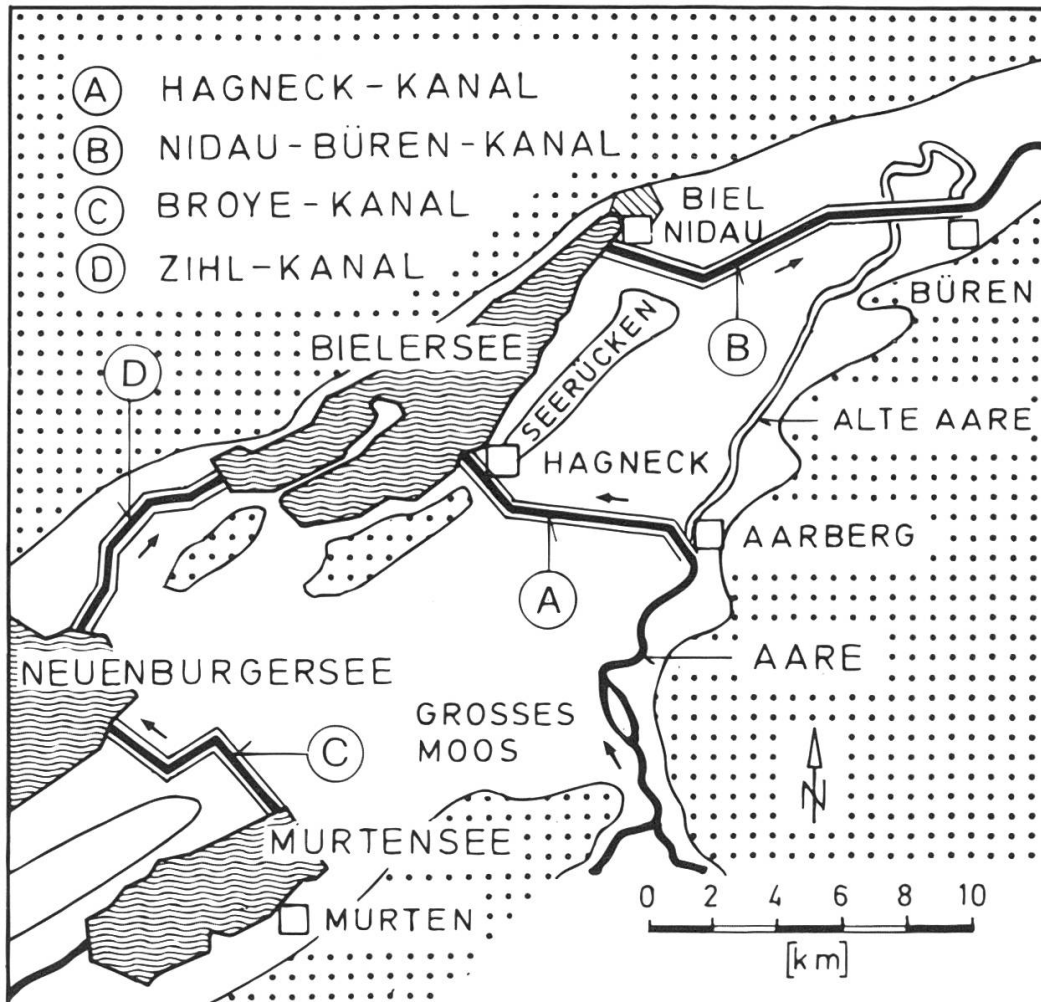 A HAGNECK-KANAL
B NIDAU-BÜREN-KANAL
C BROYE-KANAL
D ZIHL-KANAL
BIEL
NIDAU
BÜREN
BIELERSEE
SEERÜCKEN
D
B
ALTE AARE
HAGNECK
AARBERG
A
NEUENBURGERSEE
AARE
GROSSES
MOOS
C
N
MURTENSEE
MURTEN
0 2 4 6 8 10
[km]